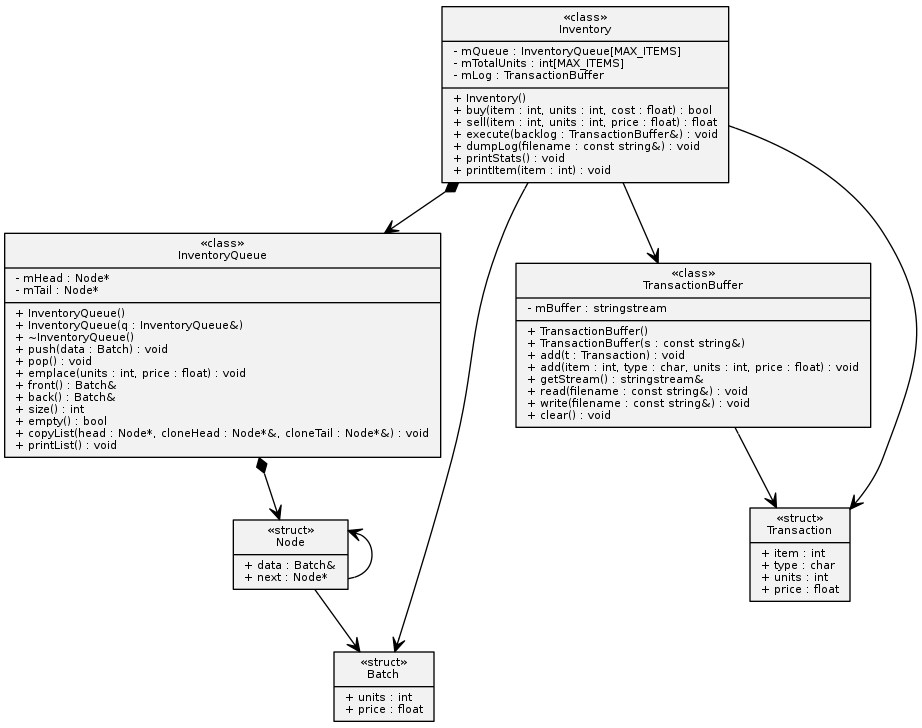 «class»
Inventory
- mQueue : InventoryQueue[MAX_ITEMS]
- mTotalUnits : int[MAX_ITEMS]
- mLog : TransactionBuffer
+ Inventory()
+ buy(item : int, units : int, cost : float) : bool
+ sell(item : int, units : int, price : float) : float
+ execute(backlog : TransactionBuffer&) : void
+ dumpLog(filename : const string&) : void
+ printStats() : void
+ printItem(item : int) : void
«class»
InventoryQueue
- mHead : Node*
- mTail : Node*
+ InventoryQueue()
+ InventoryQueue(q : InventoryQueue&)
+ ~InventoryQueue()
+ push(data : Batch) : void
+ pop() : void
+ emplace(units : int, price : float) : void
+ front() : Batch&
+ back() : Batch&
+ size() : int
+ empty() : bool
+ copyList(head : Node*, cloneHead : Node*&, cloneTail : Node*&) : void
+ printList() : void
«class»
TransactionBuffer
- mBuffer : stringstream
+ TransactionBuffer()
+ TransactionBuffer(s : const string&)
+ add(t : Transaction) : void
+ add(item : int, type : char, units : int, price : float) : void
+ getStream() : stringstream&
+ read(filename : const string&) : void
+ write(filename : const string&) : void
+ clear() : void
«struct»
Node
+ data : Batch&
+ next : Node*
«struct»
Transaction
+ item : int
+ type : char
+ units : int
+ price : float
«struct»
Batch
+ units : int
+ price : float